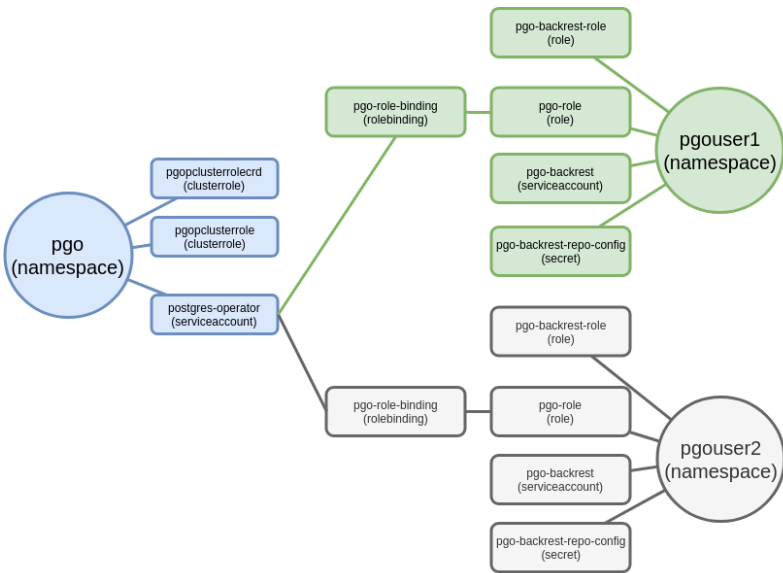 pgo-backrest-role
(role)
pgo-role-binding
(rolebinding)
pgo-role
(role)
pgouser1
(namespace)
pgopclusterrolecrd
(clusterrole)
pgo-backrest
(serviceaccount)
pgo
(namespace)
pgopclusterrole
(clusterrole)
pgo-backrest-repo-config
(secret)
postgres-operator
(serviceaccount)
pgo-backrest-role
(role)
pgo-role-binding
(rolebinding)
pgo-role
(role)
pgouser2
(namespace)
pgo-backrest
(serviceaccount)
pgo-backrest-repo-config
(secret)